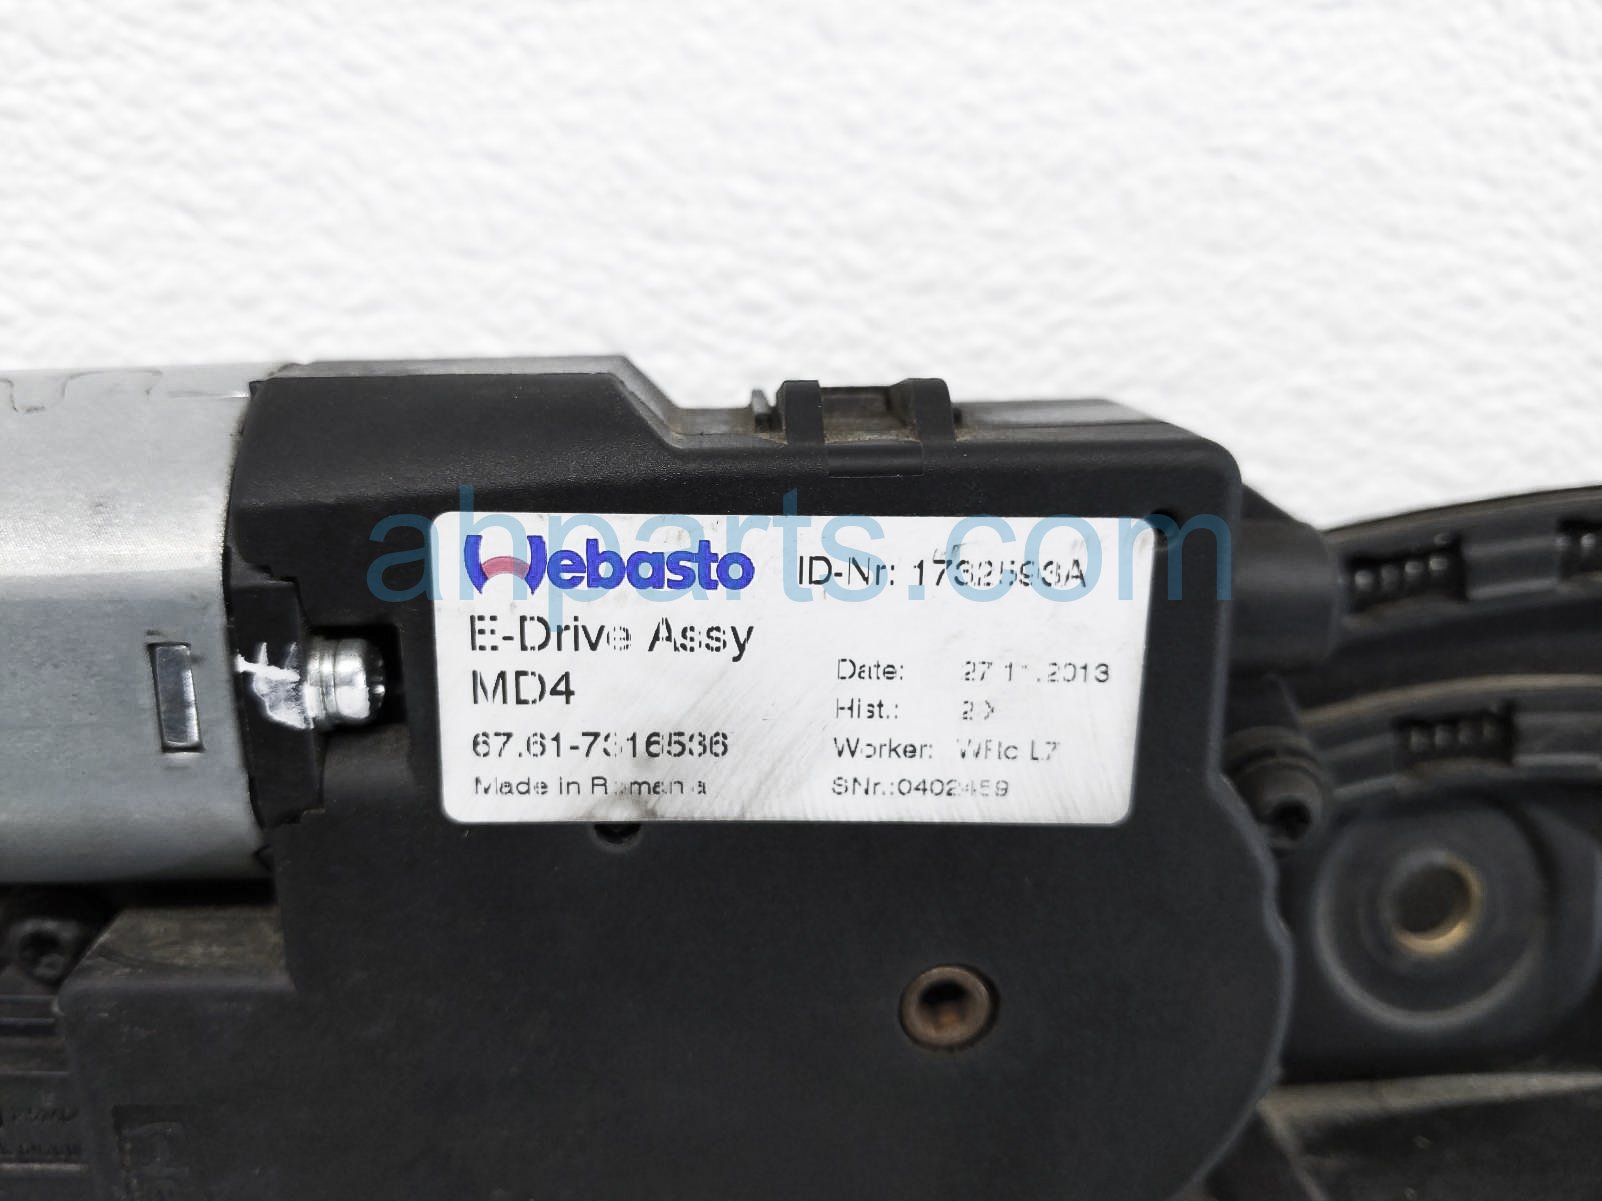 Webasto ID-Nr: 1732593A
E-Drive Assy
MD4
Date: 27.11.2013
Hist.:
67.61-7316536
Worker:
Made in Romania
SNr.:0402459
ahparts.com